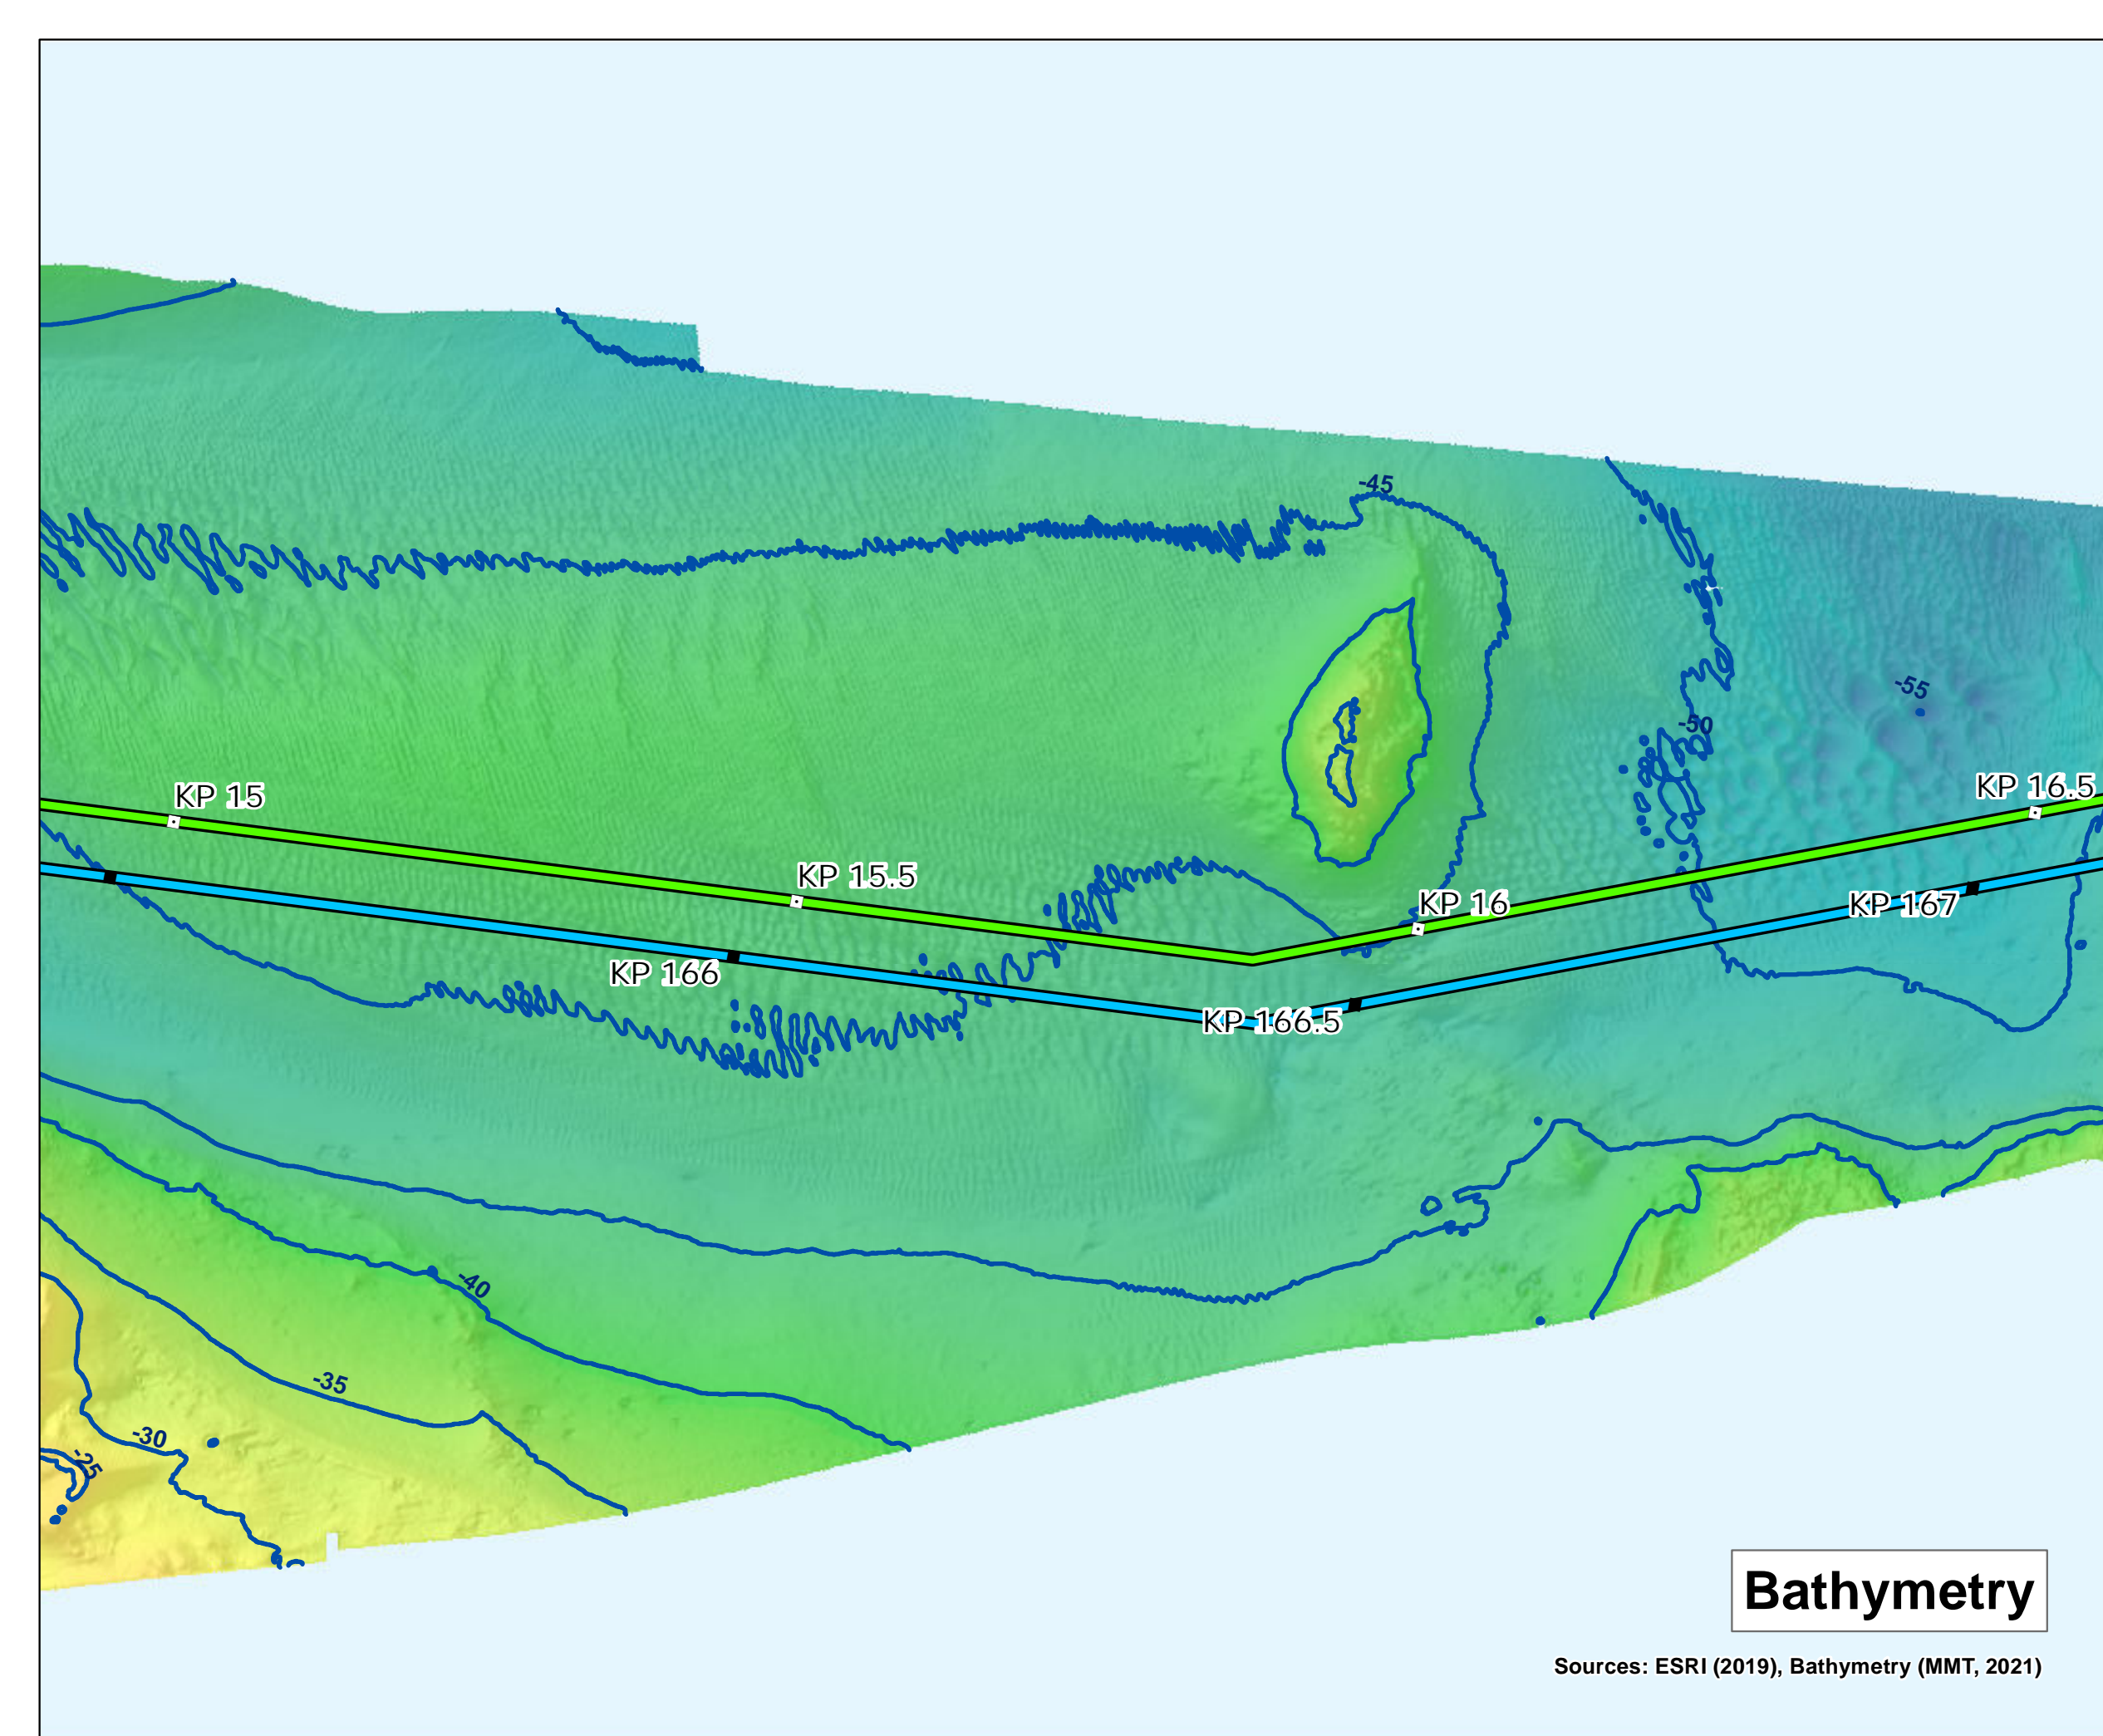 -45
-55
-50
KP 15
KP 16.5
KP 15.5
KP 16
KP 167
KP 166
KP 166.5
-40
-35
-30
-25
Bathymetry
Sources: ESRI (2019), Bathymetry (MMT, 2021)